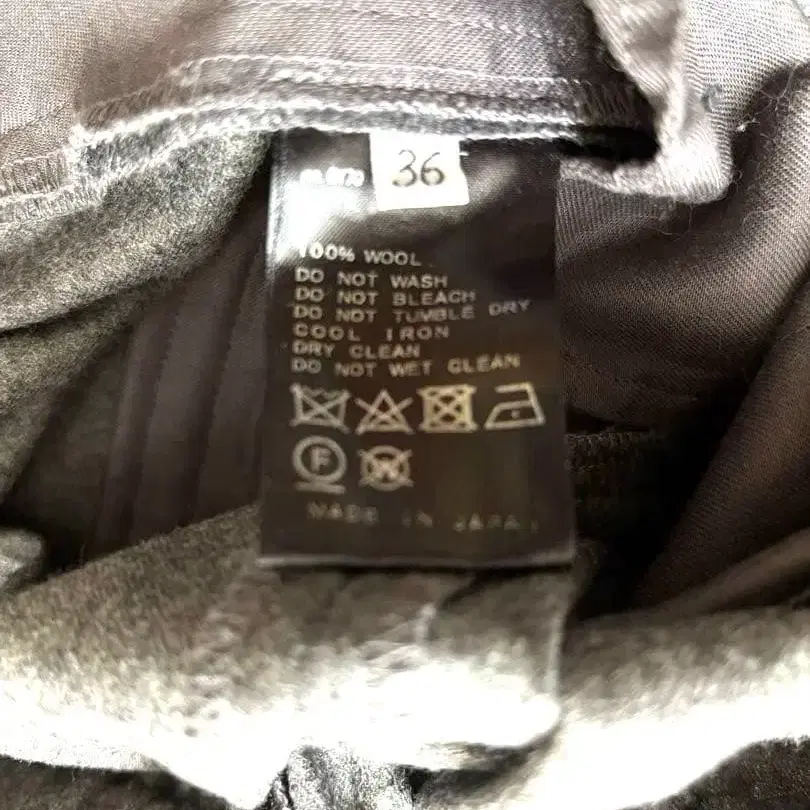 36
100% WOOL
DO NOT WASH
DO NOT BLEACH
DO NOT TUMBLE DRY
COOL IRON
DRY CLEAN
DO NOT WET CLEAN
F
W
MADE IN JAPAN